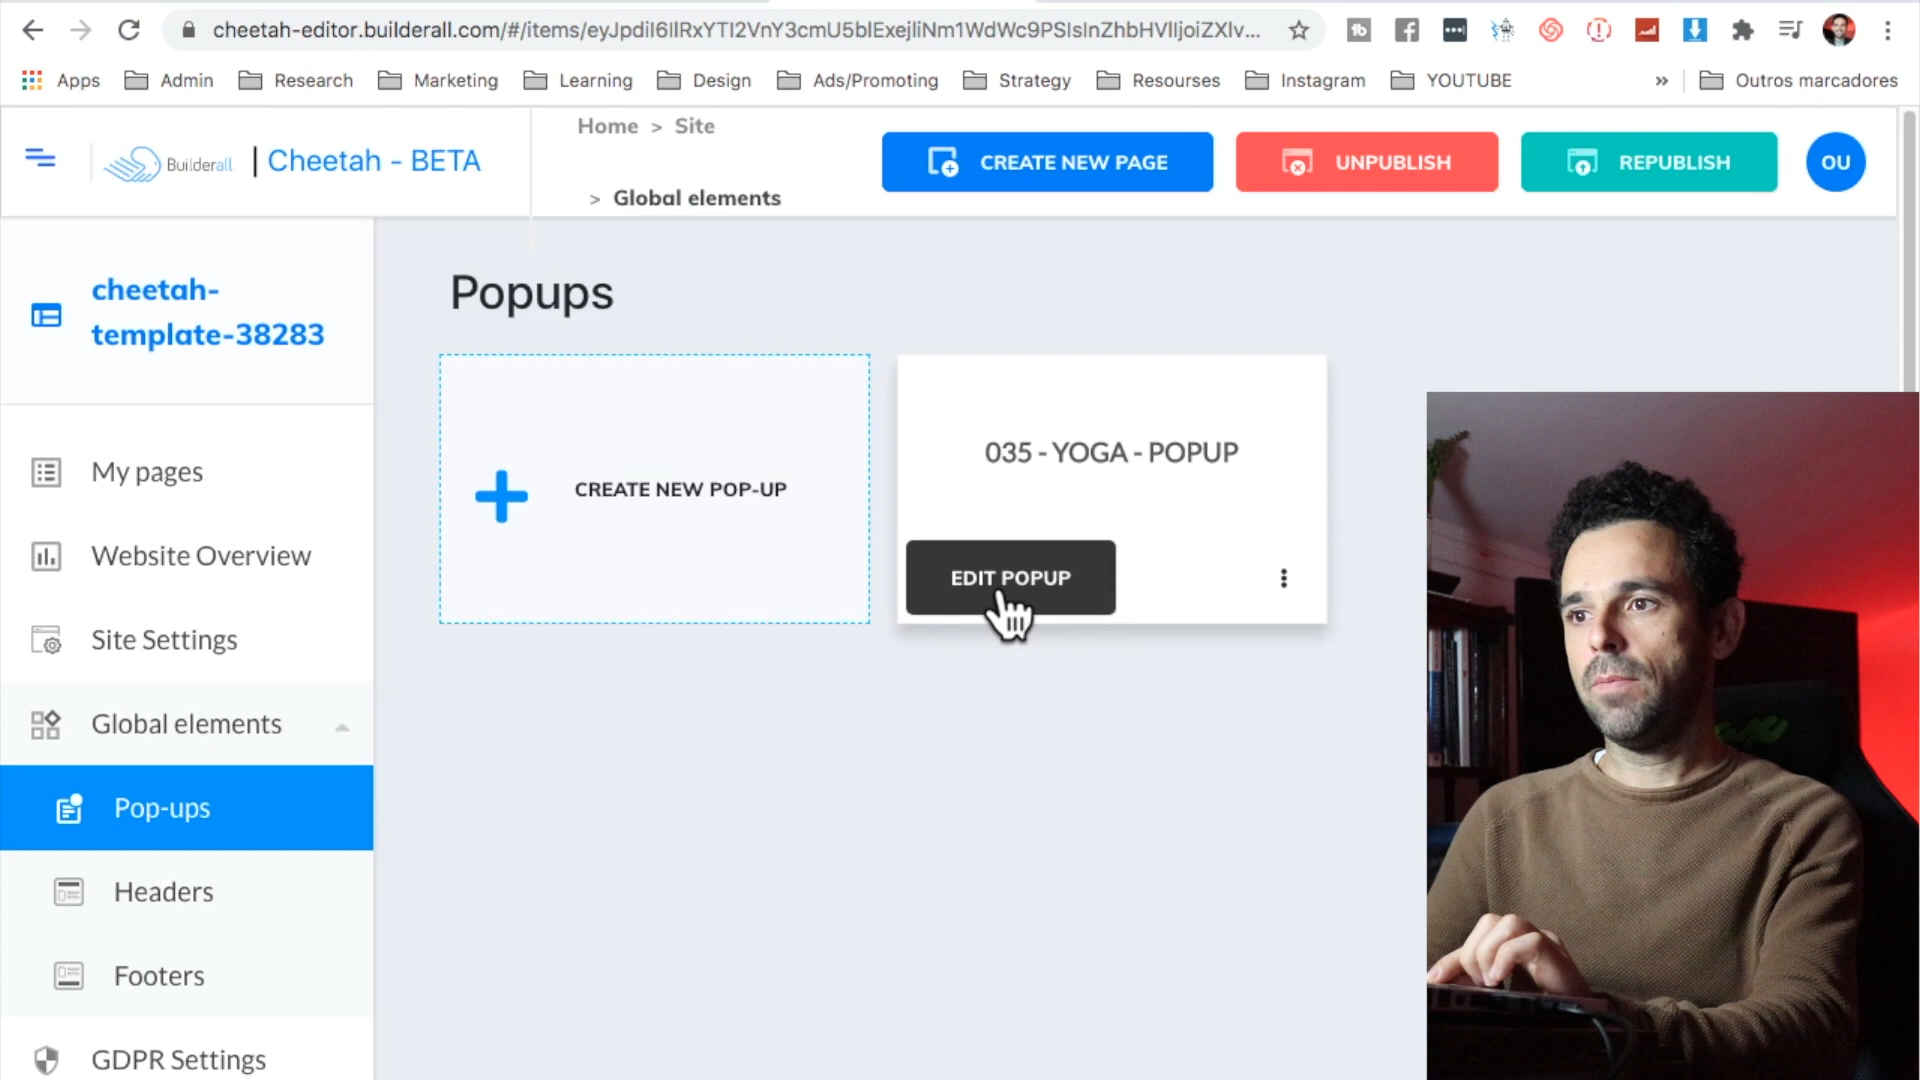 cheetah-editor.builderall.com/#/items/eyJpdiI6IlRxYTI2VnY3cmU5blExejliNm1WdWc9PSIsInZhbHVlIjoiZXlv...
Apps
Admin
Research
Marketing
Learning
Design
Ads/Promoting
Strategy
Resourses
Instagram
YOUTUBE
»
Outros marcadores
Builderall
| Cheetah - BETA
Home > Site
> Global elements
CREATE NEW PAGE
UNPUBLISH
REPUBLISH
OU
cheetah-
template-38283
My pages
Website Overview
Site Settings
Global elements
Pop-ups
Headers
Footers
GDPR Settings
Popups
CREATE NEW POP-UP
035 - YOGA - POPUP
EDIT POPUP